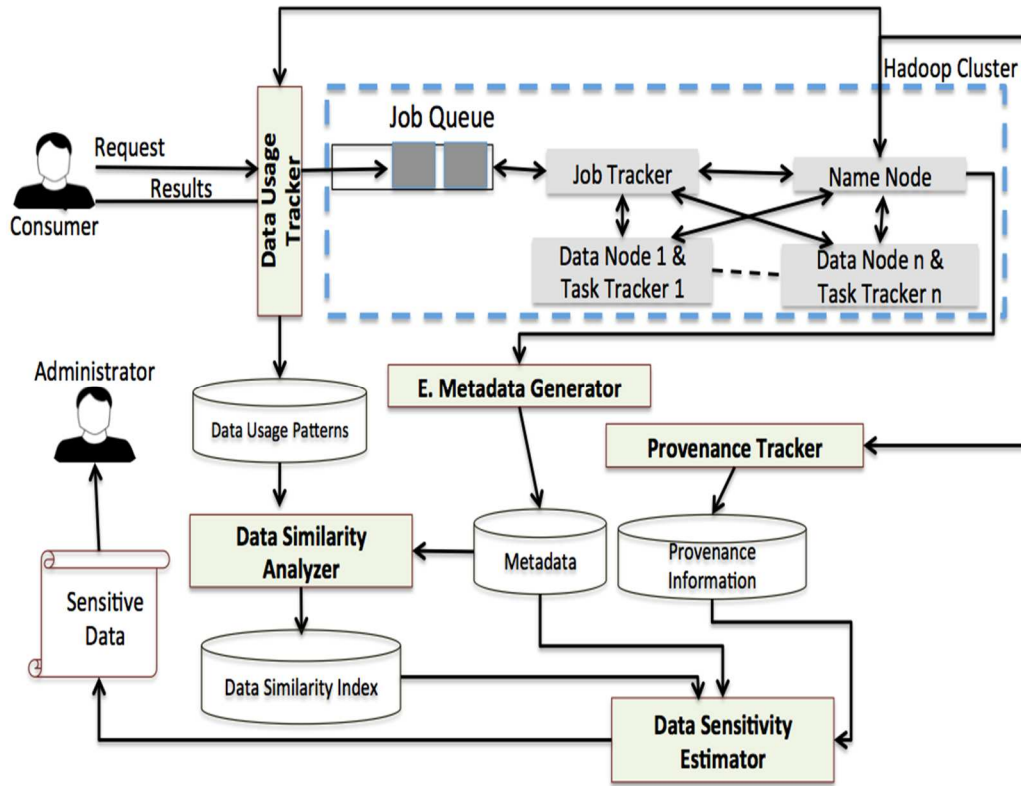 Hadoop Cluster
Job Queue
Request
Results
Consumer
Data Usage
Tracker
Job Tracker
Name Node
Data Node 1 &
Task Tracker 1
Data Node n &
Task Tracker n
Administrator
E. Metadata Generator
Data Usage Patterns
Provenance Tracker
Data Similarity
Analyzer
Metadata
Provenance
Information
Sensitive
Data
Data Similarity Index
Data Sensitivity
Estimator